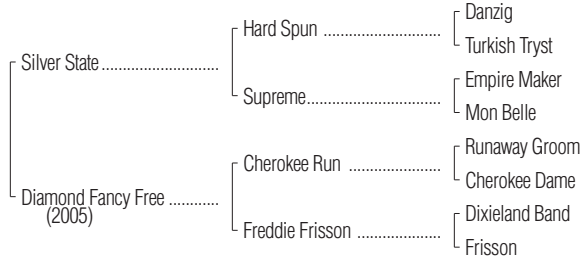 Danzig
Hard Spun ..............................
Turkish Tryst
Silver State..............................
Empire Maker
Supreme..................................
Mon Belle
Runaway Groom
Cherokee Run .......................
Cherokee Dame
Diamond Fancy Free ............
(2005)
Dixieland Band
Freddie Frisson .....................
Frisson